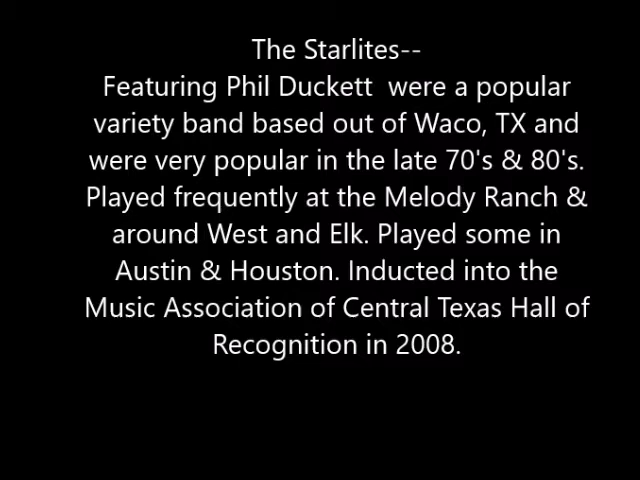 The Starlites--
Featuring Phil Duckett  were a popular
variety band based out of Waco, TX and
were very popular in the late 70's & 80's.
Played frequently at the Melody Ranch &
around West and Elk. Played some in
Austin & Houston. Inducted into the
Music Association of Central Texas Hall of
Recognition in 2008.